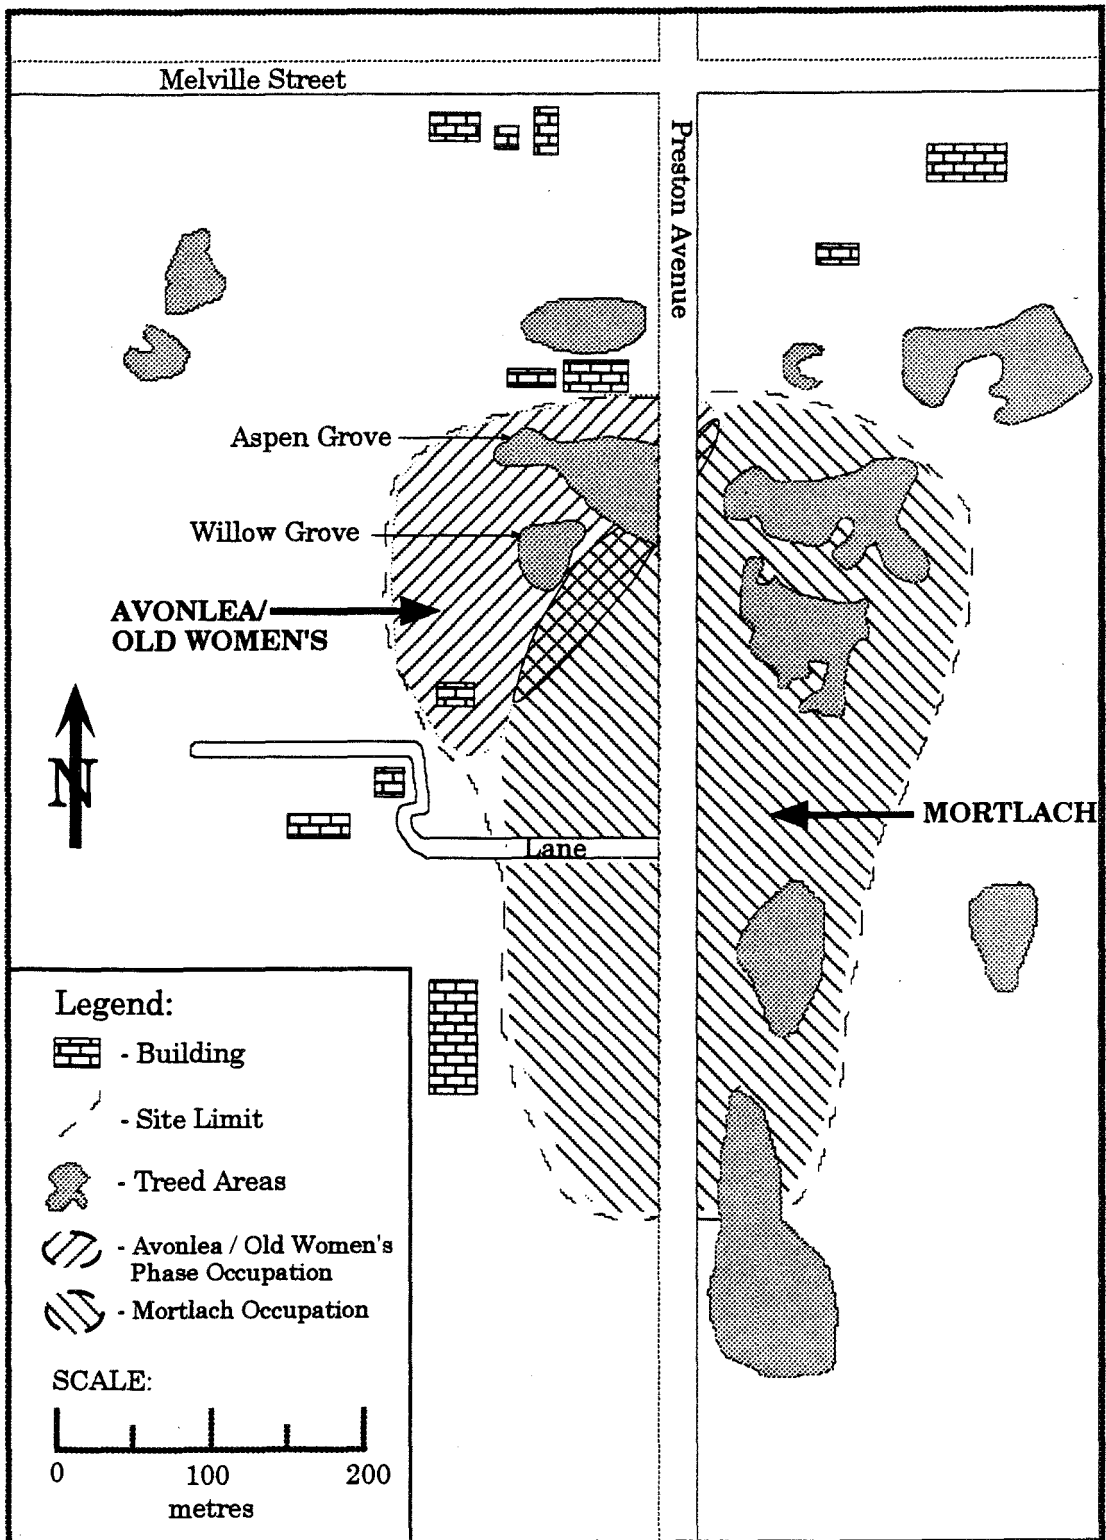 Melville Street
Preston Avenue
Aspen Grove
Willow Grove
AVONLEA/
OLD WOMEN'S
N
MORTLACH
Lane
Legend:
- Building
- Site Limit
- Treed Areas
- Avonlea / Old Women's
Phase Occupation
- Mortlach Occupation
SCALE:
0 100 200
metres